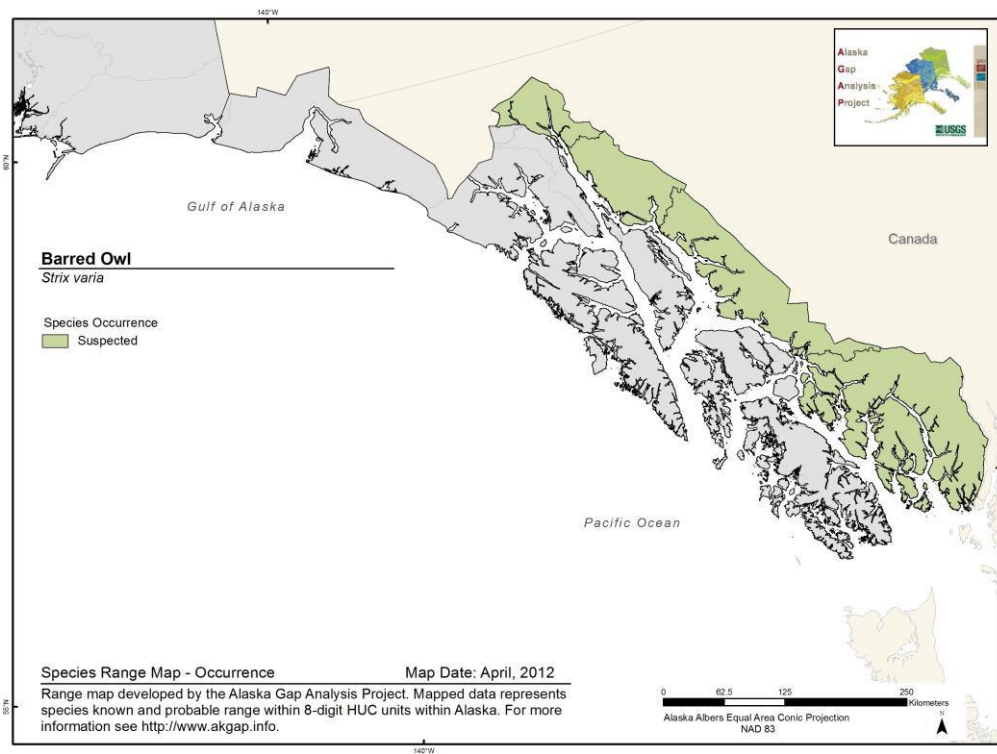 140°W
Alaska
Gap
Analysis
Project
USGS
60°N
Gulf of Alaska
Canada
Barred Owl
Strix varia
Species Occurrence
Suspected
Pacific Ocean
Species Range Map - Occurrence Map Date: April, 2012
Range map developed by the Alaska Gap Analysis Project. Mapped data represents
species known and probable range within 8-digit HUC units within Alaska. For more
information see http://www.akgap.info.
0 62.5 125 250
Kilometers
Alaska Albers Equal Area Conic Projection
NAD 83
N
55°N
140°W